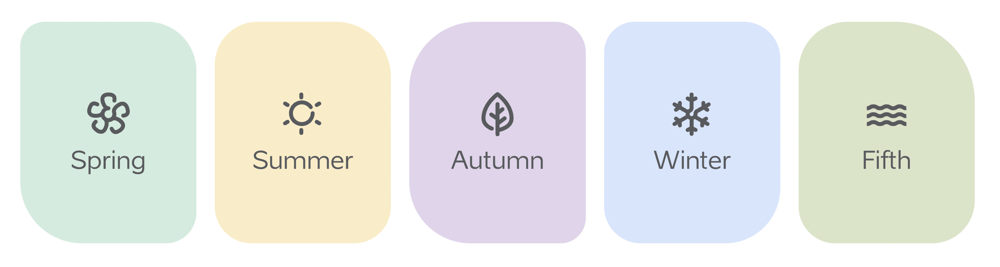 Spring
Summer
Autumn
Winter
Fifth